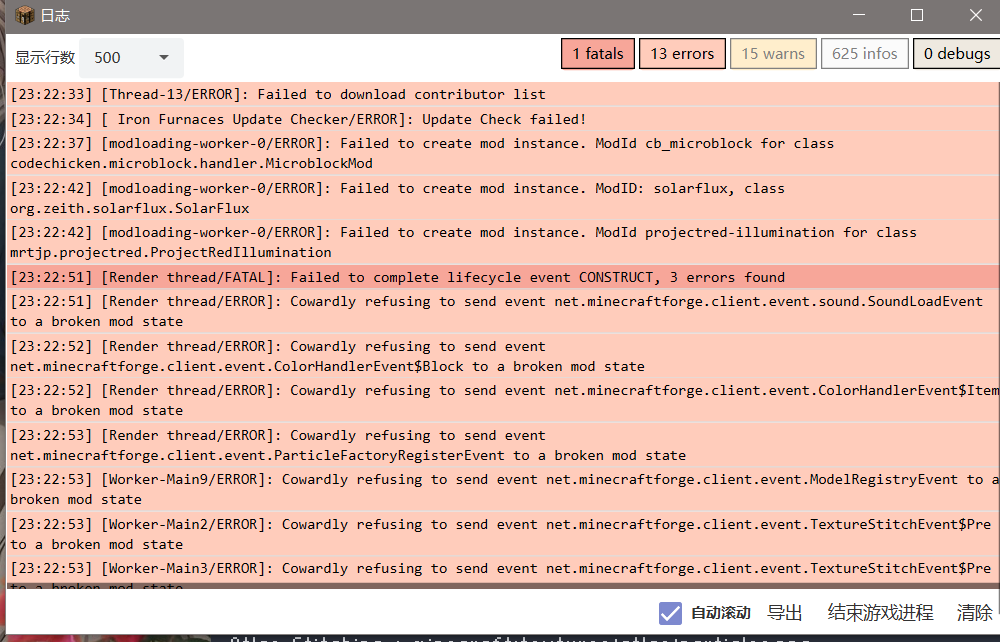 日志
显示行数 500 1 fatals 13 errors 15 warns 625 infos 0 debugs
[23:22:33] [Thread-13/ERROR]: Failed to download contributor list
[23:22:34] [ Iron Furnaces Update Checker/ERROR]: Update Check failed!
[23:22:37] [modloading-worker-0/ERROR]: Failed to create mod instance. ModId cb_microblock for class
codechicken.microblock.handler.MicroblockMod
[23:22:42] [modloading-worker-0/ERROR]: Failed to create mod instance. ModID: solarflux, class
org.zeith.solarflux.SolarFlux
[23:22:42] [modloading-worker-0/ERROR]: Failed to create mod instance. ModId projectred-illumination for class
mrtjp.projectred.ProjectRedIllumination
[23:22:51] [Render thread/FATAL]: Failed to complete lifecycle event CONSTRUCT, 3 errors found
[23:22:51] [Render thread/ERROR]: Cowardly refusing to send event net.minecraftforge.client.event.sound.SoundLoadEvent
to a broken mod state
[23:22:52] [Render thread/ERROR]: Cowardly refusing to send event
net.minecraftforge.client.event.ColorHandlerEvent$Block to a broken mod state
[23:22:52] [Render thread/ERROR]: Cowardly refusing to send event net.minecraftforge.client.event.ColorHandlerEvent$Item
to a broken mod state
[23:22:53] [Render thread/ERROR]: Cowardly refusing to send event
net.minecraftforge.client.event.ParticleFactoryRegisterEvent to a broken mod state
[23:22:53] [Worker-Main9/ERROR]: Cowardly refusing to send event net.minecraftforge.client.event.ModelRegistryEvent to a
broken mod state
[23:22:53] [Worker-Main2/ERROR]: Cowardly refusing to send event net.minecraftforge.client.event.TextureStitchEvent$Pre
to a broken mod state
[23:22:53] [Worker-Main3/ERROR]: Cowardly refusing to send event net.minecraftforge.client.event.TextureStitchEvent$Pre
to a broken mod state
自动滚动 导出 结束游戏进程 清除